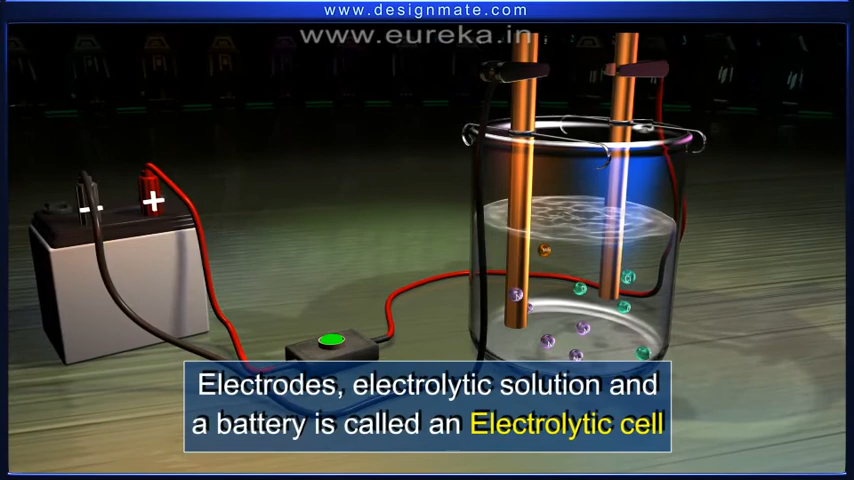 www.designmate.com
www.eureka.in
− +
Electrodes, electrolytic solution and
a battery is called an Electrolytic cell